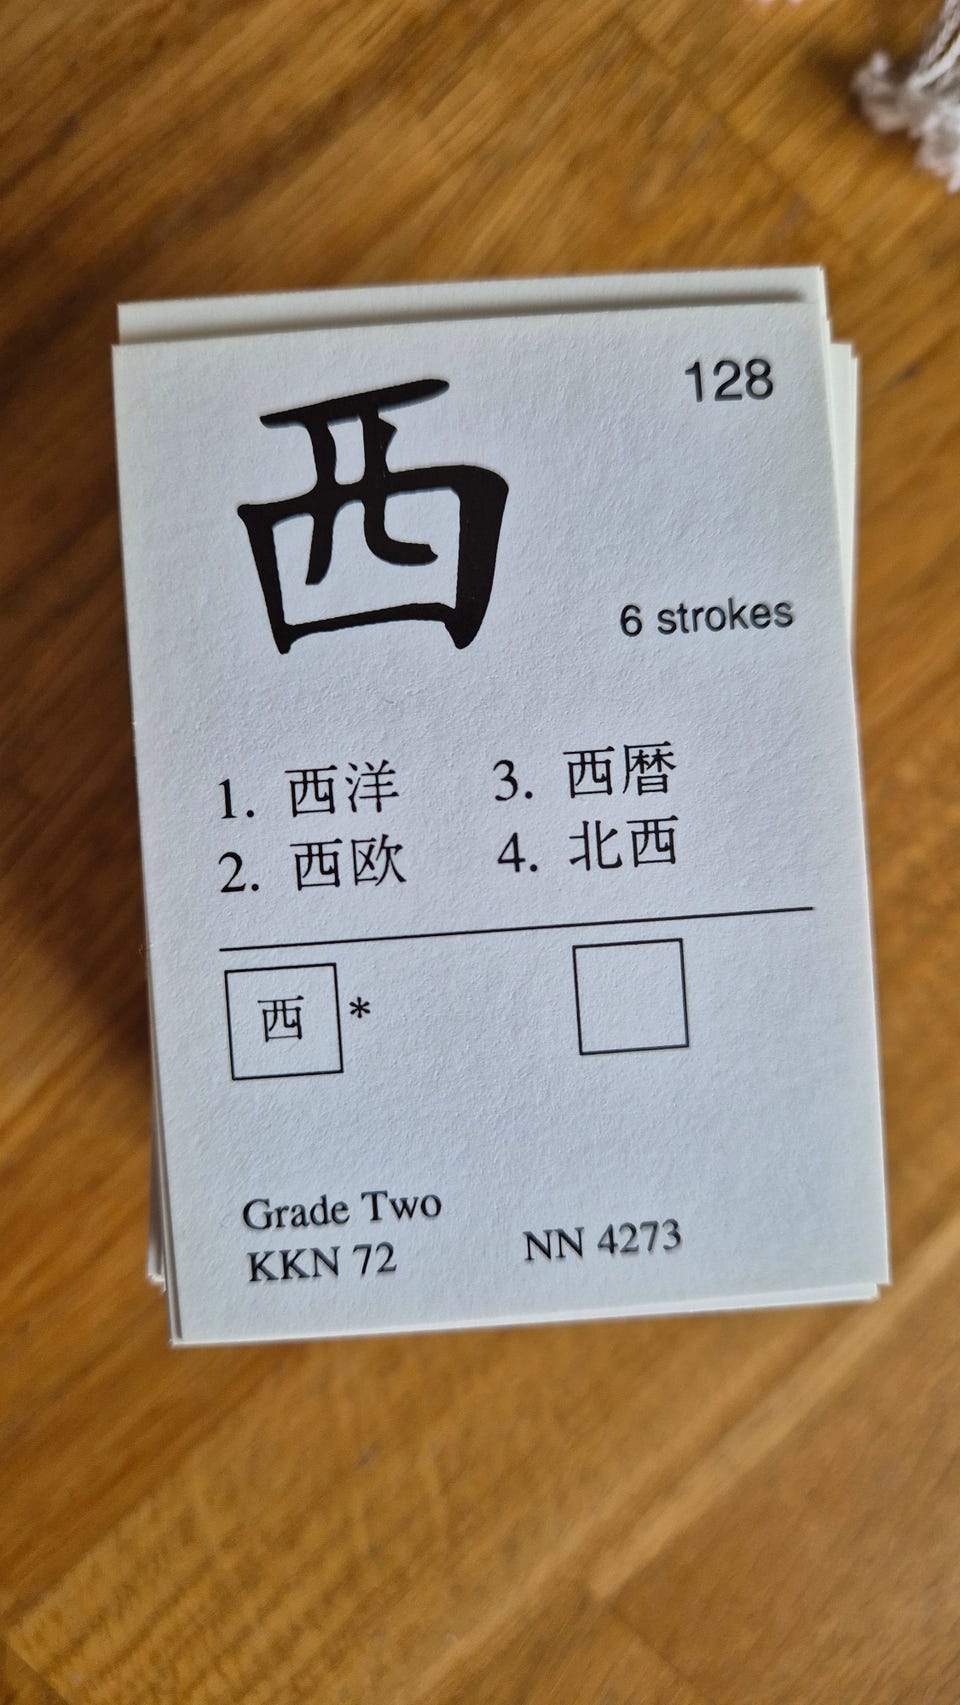 西
128
6 strokes
1. 西洋 3. 西暦
2. 西欧 4. 北西
西 *
Grade Two
KKN 72 NN 4273